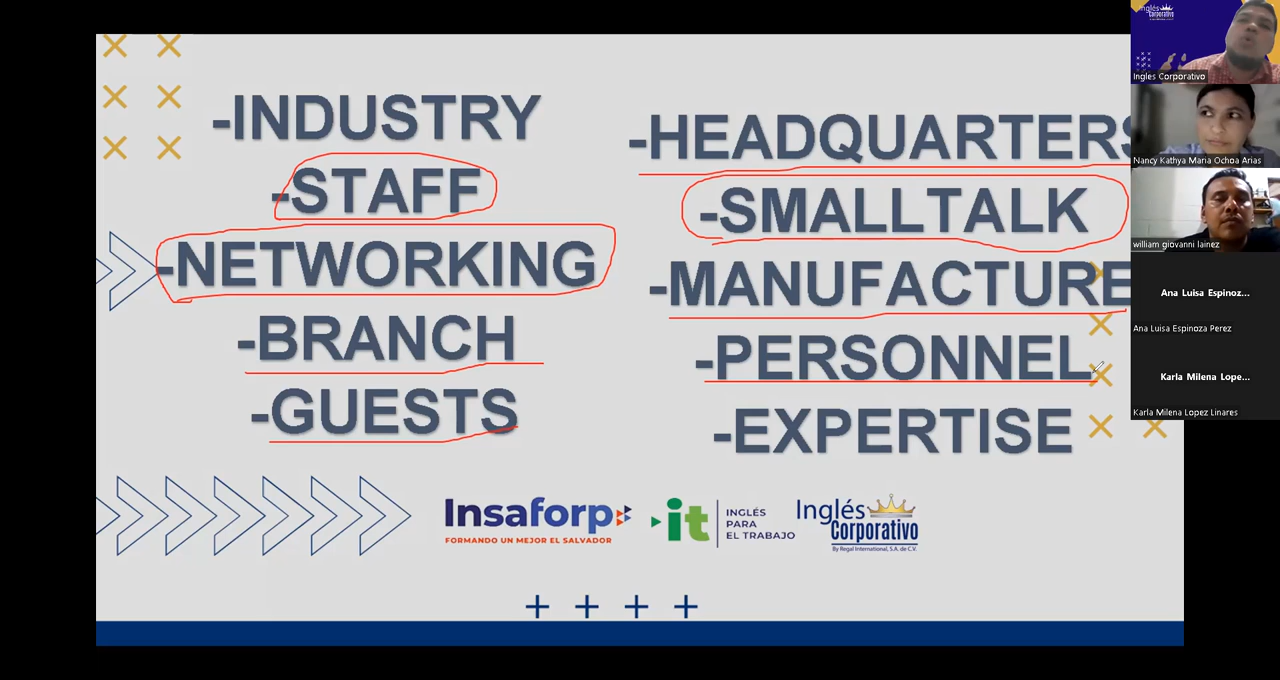 -INDUSTRY
-STAFF
-NETWORKING
-BRANCH
-GUESTS
-HEADQUARTERS
-SMALLTALK
-MANUFACTURE
-PERSONNEL
-EXPERTISE
Insaforp
FORMANDO UN MEJOR EL SALVADOR
it
INGLÉS
PARA
EL TRABAJO
Inglés
Corporativo
By Regal International, S.A. de C.V.
Inglés
Corporativo
Ingles Corporativo
Nancy Kathya Maria Ochoa Arias
william giovanni lainez
Ana Luisa Espinoz...
Ana Luisa Espinoza Perez
Karla Milena Lope...
Karla Milena Lopez Linares